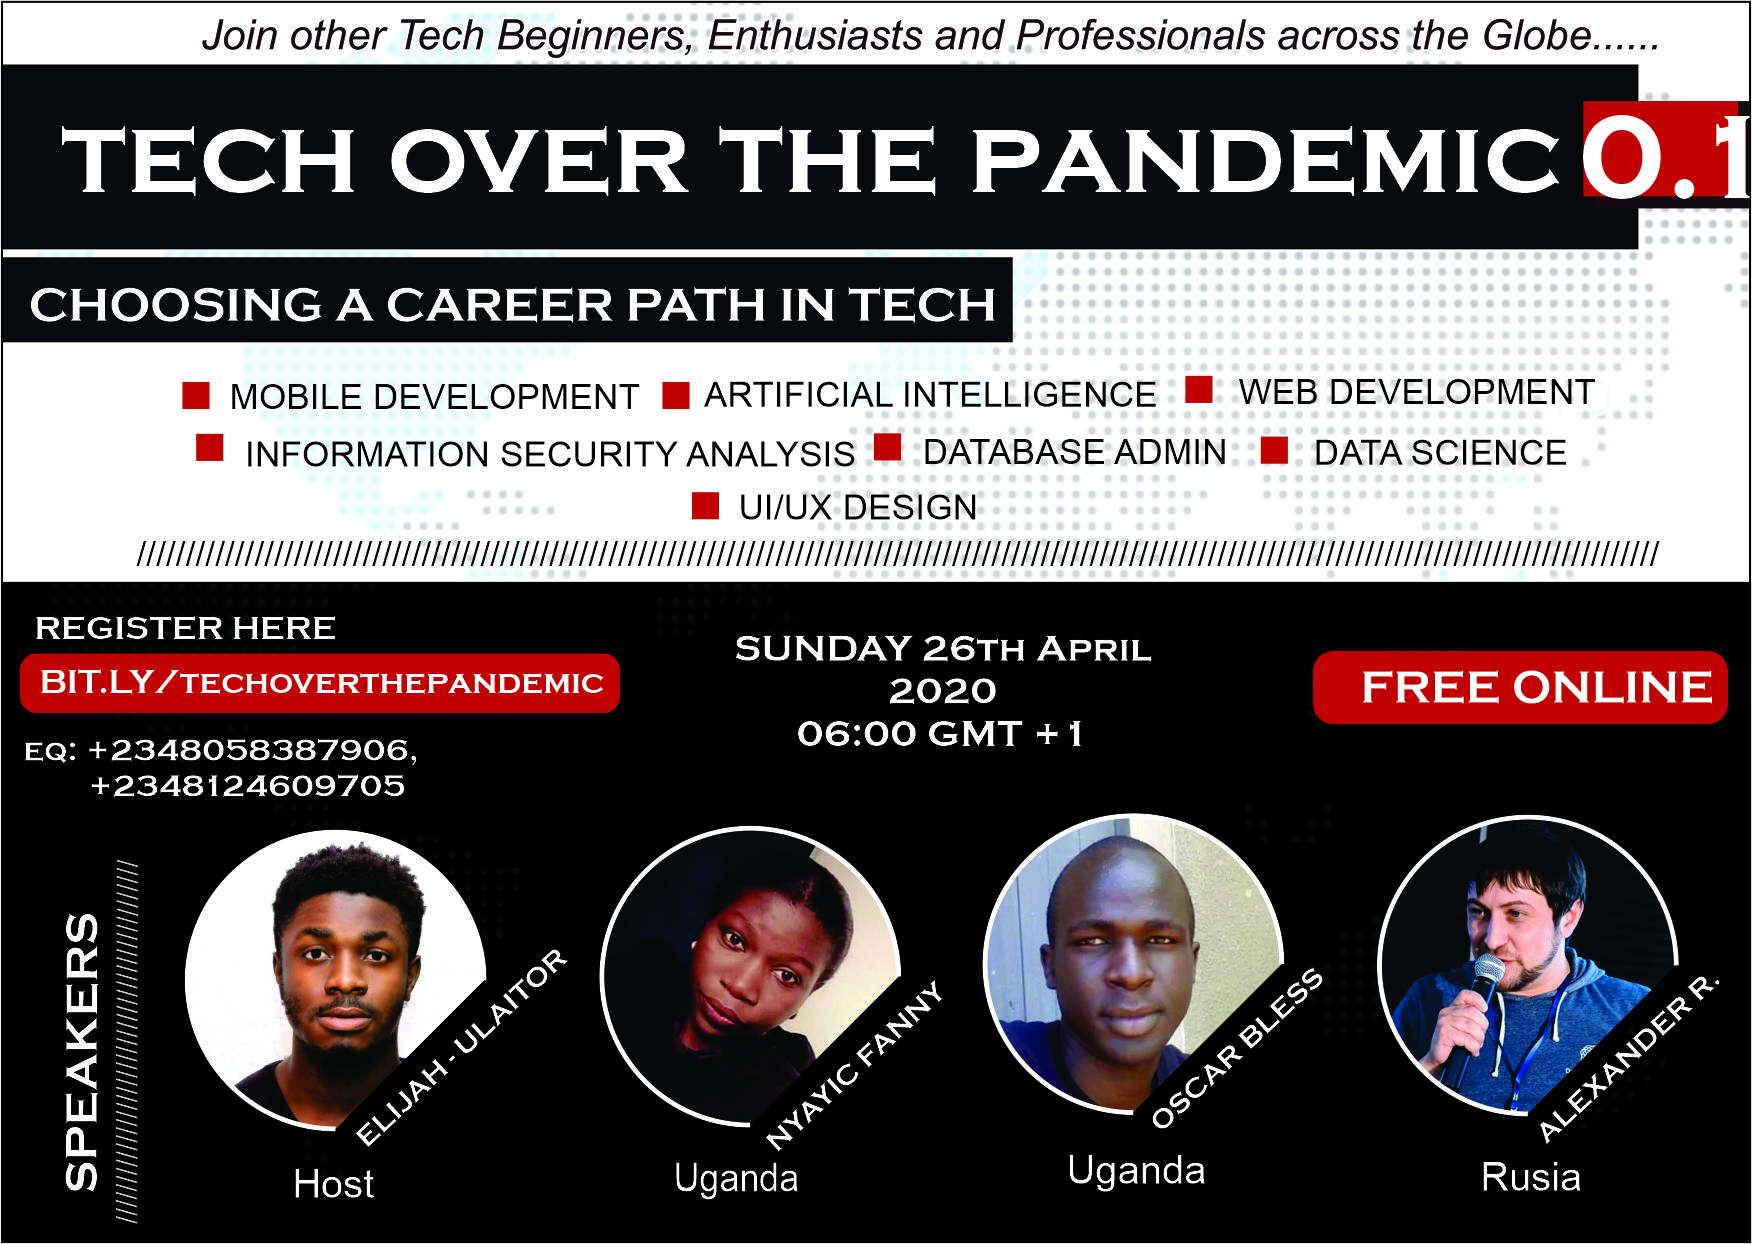 Join other Tech Beginners, Enthusiasts and Professionals across the Globe......
TECH OVER THE PANDEMIC 0.1
CHOOSING A CAREER PATH IN TECH
MOBILE DEVELOPMENT ARTIFICIAL INTELLIGENCE WEB DEVELOPMENT
INFORMATION SECURITY ANALYSIS DATABASE ADMIN DATA SCIENCE
UI/UX DESIGN
////////////////////////////////////////////////////////////////////////////////////////////////////////////////////////////////////////////////////////
REGISTER HERE
BIT.LY/TECHOVERTHEPANDEMIC
EQ: +2348058387906,
+2348124609705
SUNDAY 26TH APRIL
2020
06:00 GMT +1
FREE ONLINE
SPEAKERS
ELIJAH - ULAITOR
Host
NYAYIC FANNY
Uganda
OSCAR BLESS
Uganda
ALEXANDER R.
Rusia